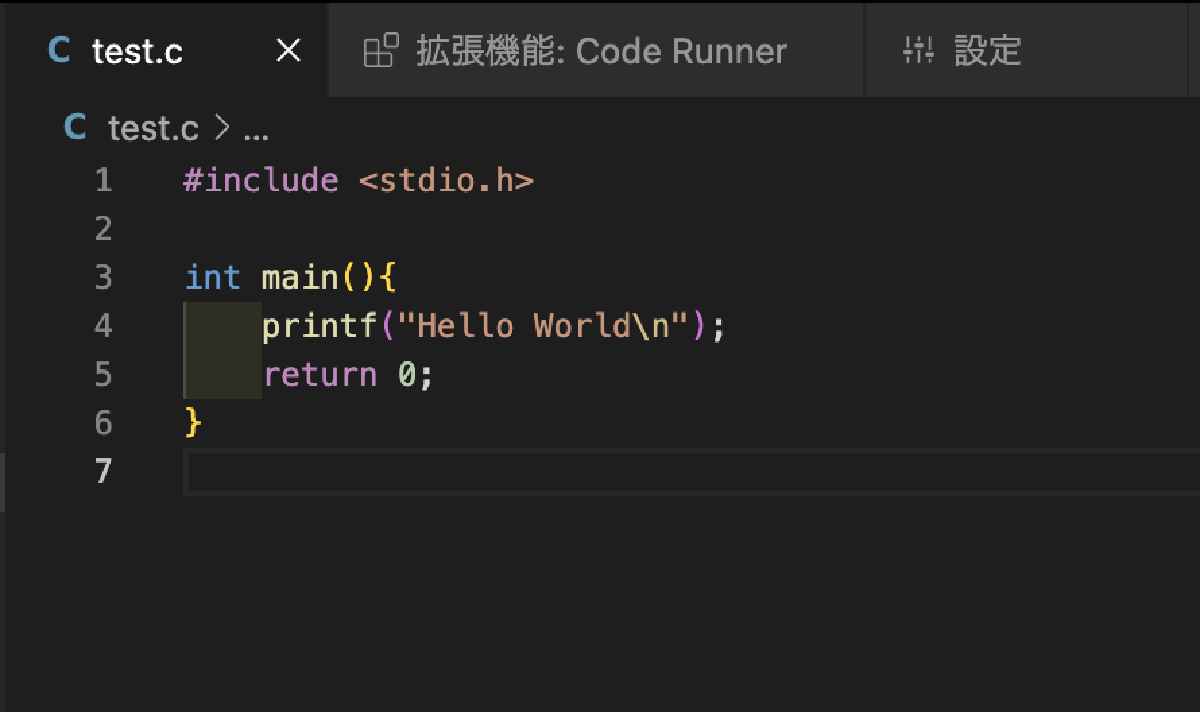 C test.c × 拡張機能: Code Runner 設定
C test.c > ...
1 #include <stdio.h>
2
3 int main(){
4     printf("Hello World\n");
5     return 0;
6 }
7